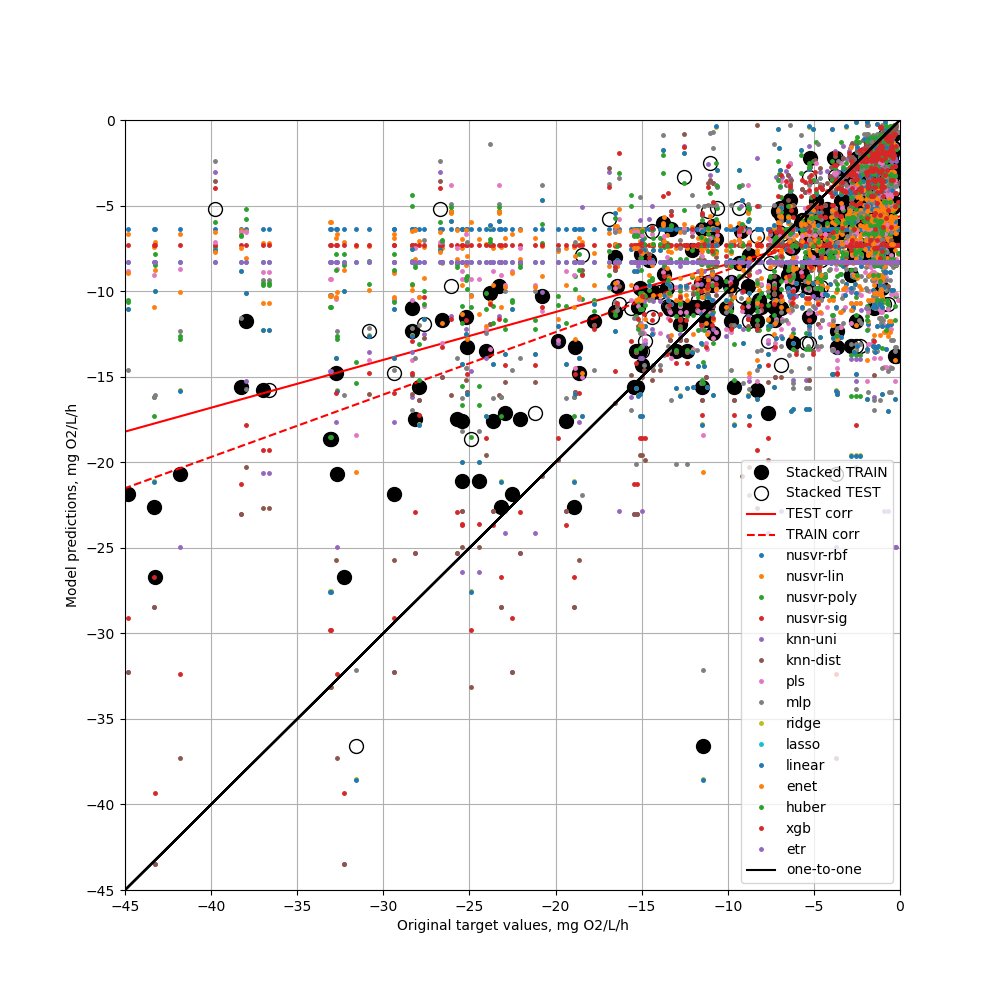 0
−5
−10
−15
−20
−25
−30
−35
−40
−45
Model predictions, mg O2/L/h
−45
−40
−35
−30
−25
−20
−15
−10
−5
0
Original target values, mg O2/L/h
Stacked TRAIN
Stacked TEST
TEST corr
TRAIN corr
nusvr-rbf
nusvr-lin
nusvr-poly
nusvr-sig
knn-uni
knn-dist
pls
mlp
ridge
lasso
linear
enet
huber
xgb
etr
one-to-one